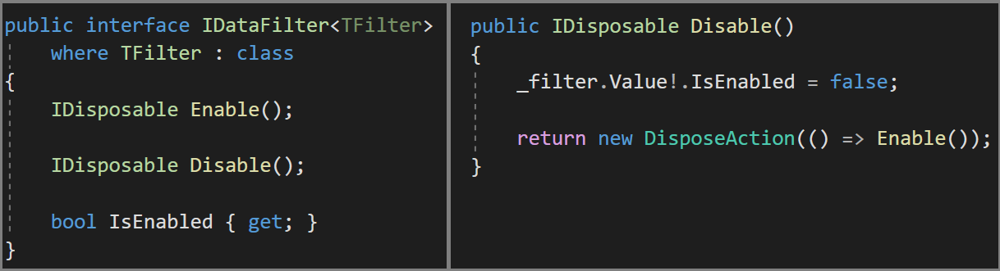 public interface IDataFilter<TFilter>
    where TFilter : class
{
    IDisposable Enable();
    IDisposable Disable();
    bool IsEnabled { get; }
}
public IDisposable Disable()
{
    _filter.Value!.IsEnabled = false;
    return new DisposeAction(() => Enable());
}